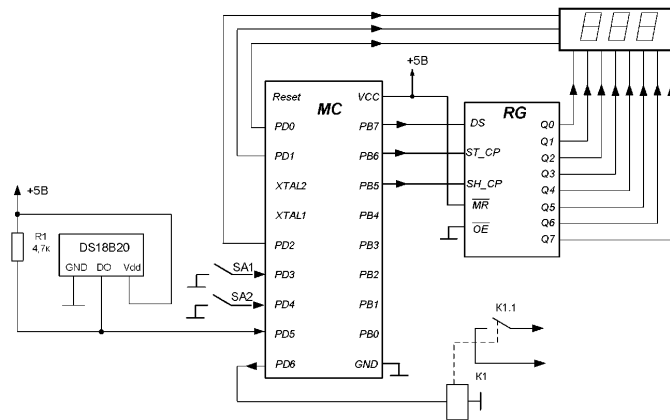 +5В
Reset MC VCC
PD0 PB7
PD1 PB6
XTAL2 PB5
XTAL1 PB4
PD2 PB3
PD3 PB2
PD4 PB1
PD5 PB0
PD6 GND
RG
DS Q0
Q1
ST_CP Q2
Q3
SH_CP Q4
MR Q5
Q6
OE Q7
+5В
R1
4,7к
DS18B20
GND DO Vdd
SA1
SA2
K1.1
K1